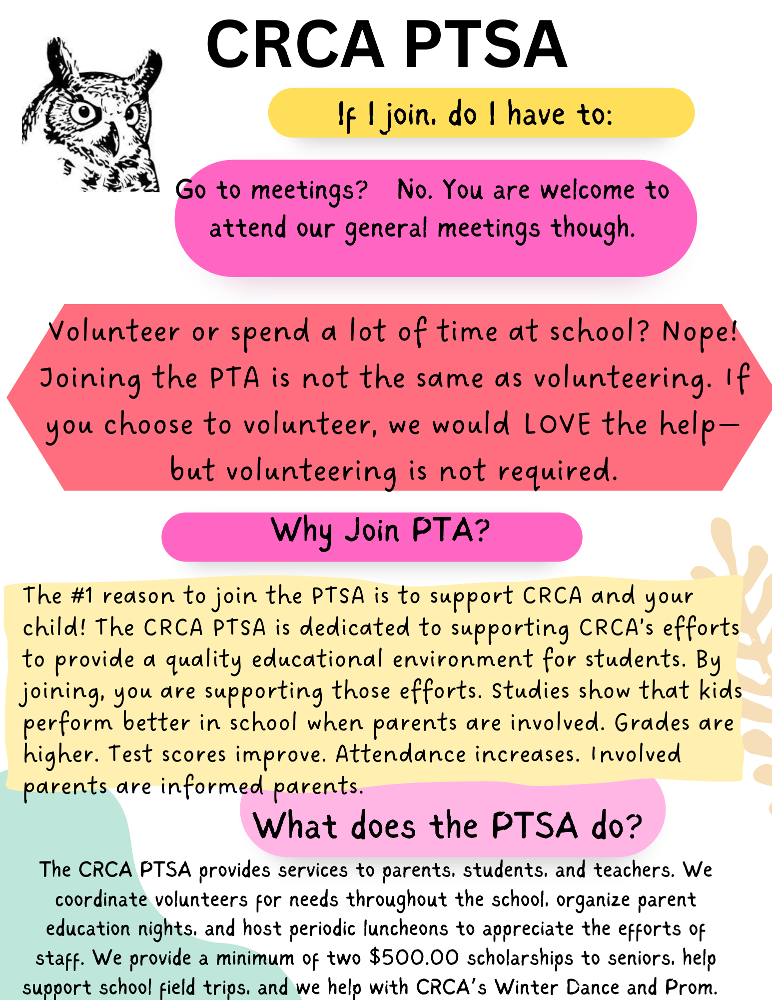 CRCA PTSA
If I join, do I have to:
Go to meetings? No. You are welcome to
attend our general meetings though.
Volunteer or spend a lot of time at school? Nope!
Joining the PTA is not the same as volunteering. If
you choose to volunteer, we would LOVE the help—
but volunteering is not required.
Why Join PTA?
The #1 reason to join the PTSA is to support CRCA and your
child! The CRCA PTSA is dedicated to supporting CRCA's efforts
to provide a quality educational environment for students. By
joining, you are supporting those efforts. Studies show that kids
perform better in school when parents are involved. Grades are
higher. Test scores improve. Attendance increases. Involved
parents are informed parents.
What does the PTSA do?
The CRCA PTSA provides services to parents, students, and teachers. We
coordinate volunteers for needs throughout the school, organize parent
education nights, and host periodic luncheons to appreciate the efforts of
staff. We provide a minimum of two $500.00 scholarships to seniors, help
support school field trips, and we help with CRCA's Winter Dance and Prom.